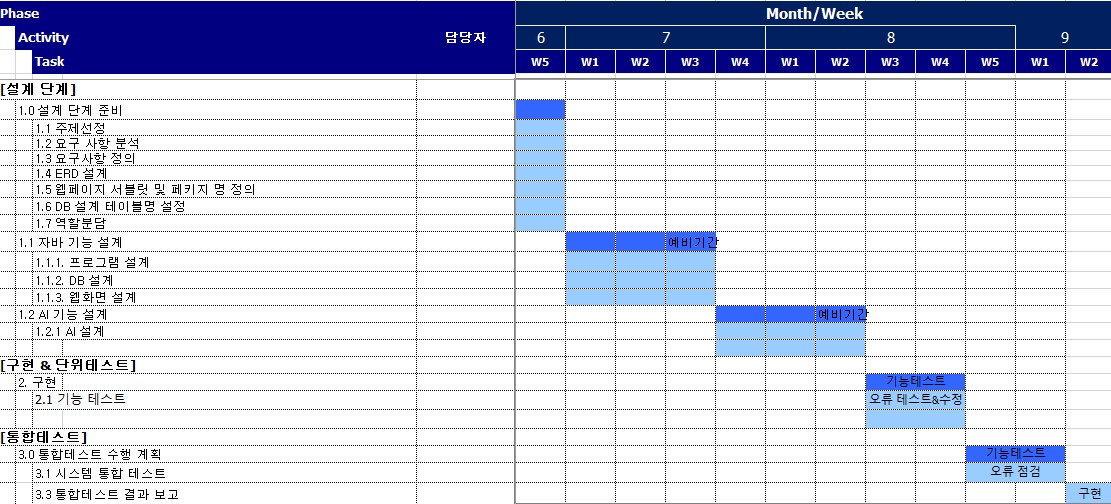 Phase Month/Week
Activity 담당자 6 7 8 9
Task W5 W1 W2 W3 W1 W2 W3 W4 W5 W1 W2
[설계 단계]
1.0 설계 단계 준비
1.1 주제선정
1.2 요구 사항 분석
1.3 요구사항 정의
1.4 ERD 설계
1.5 웹페이지 서블릿 및 페키지 명 정의
1.6 DB 설계 테이블명 설정
1.7 역할분담
1.1 자바 기능 설계 예비기간
1.1.1. 프로그램 설계
1.1.2. DB 설계
1.1.3. 웹화면 설계
1.2 AI 기능 설계 예비기간
1.2.1 AI 설계
[구현 & 단위테스트]
2. 구현 기능테스트
2.1 기능 테스트 오류 테스트&수정
[통합테스트]
3.0 통합테스트 수행 계획 기능테스트
3.1 시스템 통합 테스트 오류 점검
3.3 통합테스트 결과 보고 구현